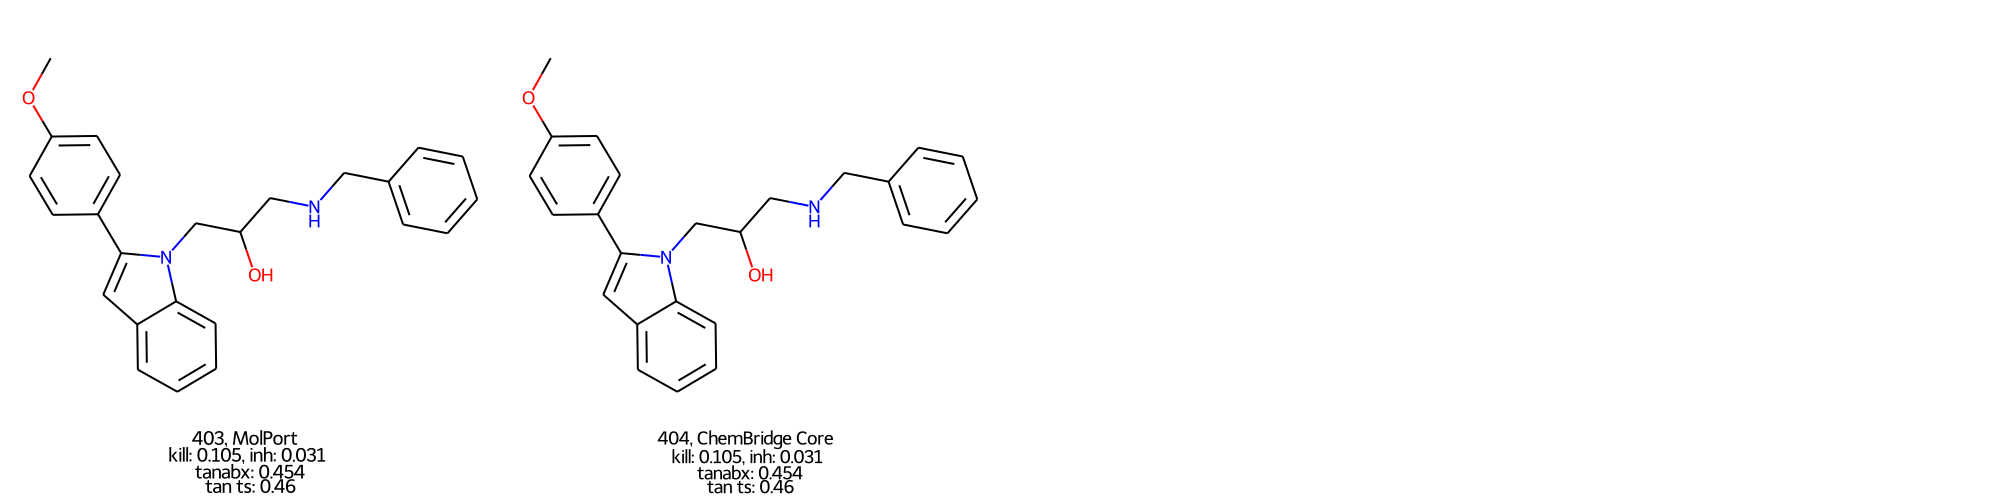 O
O
N
H
N
H
N
OH
N
OH
403, MolPort
kill: 0.105, inh: 0.031
tanabx: 0.454
tan ts: 0.46
404, ChemBridge Core
kill: 0.105, inh: 0.031
tanabx: 0.454
tan ts: 0.46